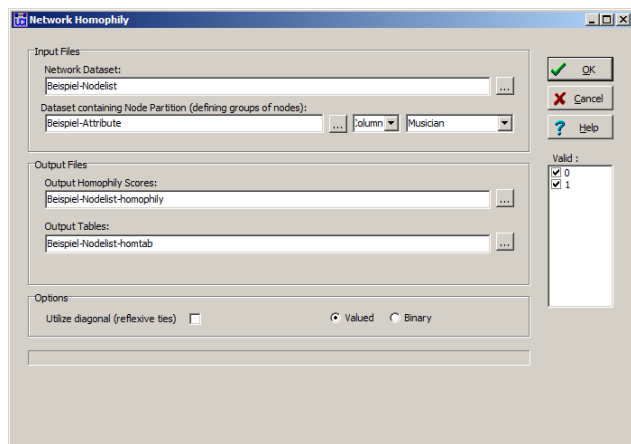 Network Homophily
Input Files
Network Dataset:
Beispiel-Nodelist
...
Dataset containing Node Partition (defining groups of nodes):
Beispiel-Attribute
...
Column
Musician
Output Files
Output Homophily Scores:
Beispiel-Nodelist-homophily
...
Output Tables:
Beispiel-Nodelist-homtab
...
Options
Utilize diagonal (reflexive ties)
Valued
Binary
OK
Cancel
Help
Valid :
0
1